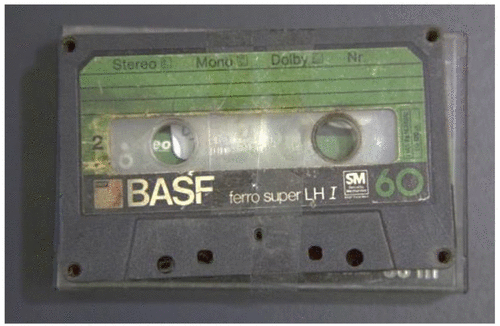 Stereo Mono Dolby Nr.
2
BASF ferro super LH I SM 60